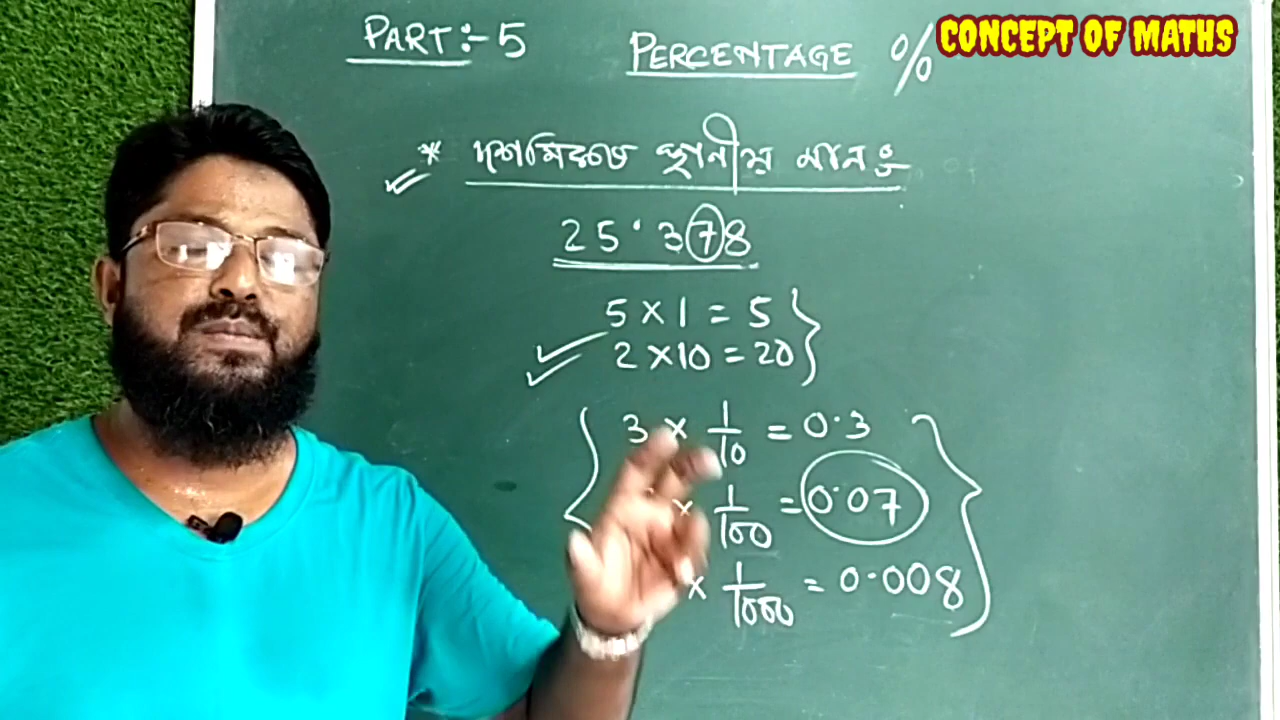 PART :- 5
PERCENTAGE %
CONCEPT OF MATHS
* দশমিকতে স্থানীয় মান :-
25.378
5 × 1 = 5
2 × 10 = 20
3 × 1/10 = 0.3
× 1/100 = 0.07
× 1/1000 = 0.008